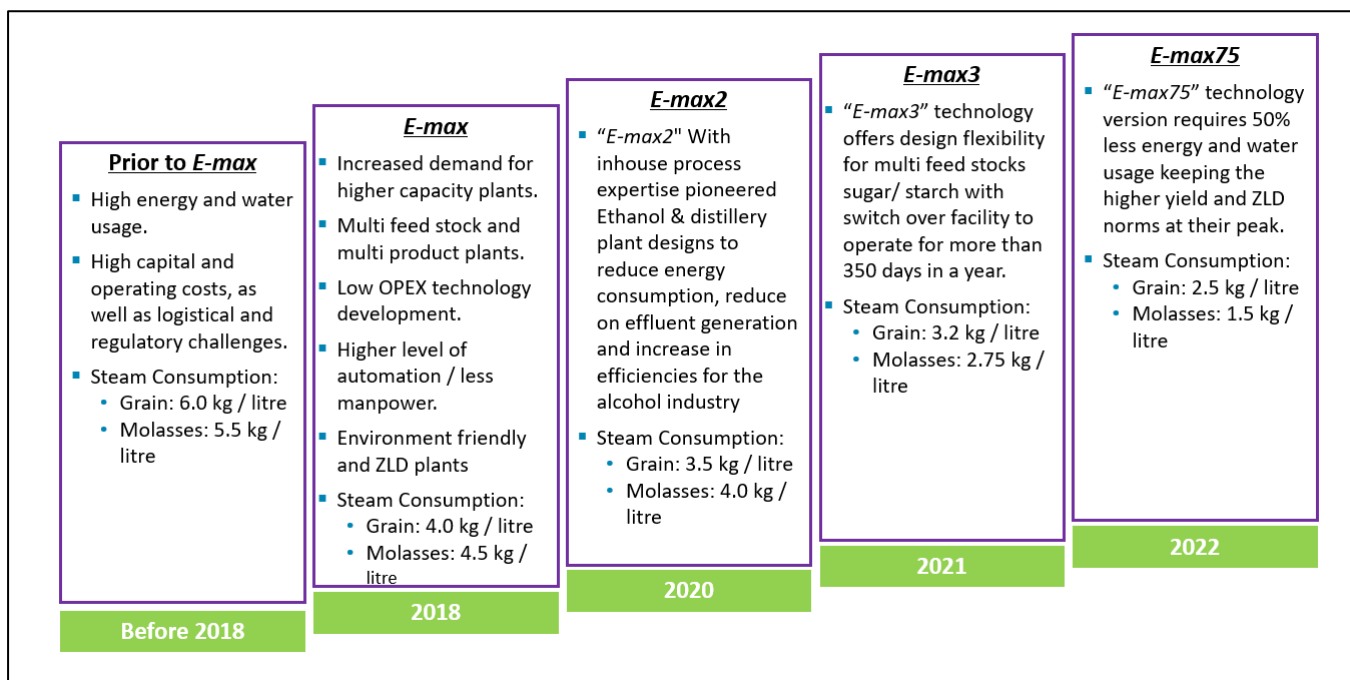 Prior to E-max
▪ High energy and water
usage.
▪ High capital and
operating costs, as
well as logistical and
regulatory challenges.
▪ Steam Consumption:
• Grain: 6.0 kg / litre
• Molasses: 5.5 kg /
litre
Before 2018
E-max
▪ Increased demand for
higher capacity plants.
▪ Multi feed stock and
multi product plants.
▪ Low OPEX technology
development.
▪ Higher level of
automation / less
manpower.
▪ Environment friendly
and ZLD plants
▪ Steam Consumption:
• Grain: 4.0 kg / litre
• Molasses: 4.5 kg /
litre
2018
E-max2
▪ “E-max2" With
inhouse process
expertise pioneered
Ethanol & distillery
plant designs to
reduce energy
consumption, reduce
on effluent generation
and increase in
efficiencies for the
alcohol industry
▪ Steam Consumption:
• Grain: 3.5 kg / litre
• Molasses: 4.0 kg /
litre
2020
E-max3
▪ “E-max3” technology
offers design flexibility
for multi feed stocks
sugar/ starch with
switch over facility to
operate for more than
350 days in a year.
▪ Steam Consumption:
• Grain: 3.2 kg / litre
• Molasses: 2.75 kg /
litre
2021
E-max75
▪ “E-max75” technology
version requires 50%
less energy and water
usage keeping the
higher yield and ZLD
norms at their peak.
▪ Steam Consumption:
• Grain: 2.5 kg / litre
• Molasses: 1.5 kg /
litre
2022